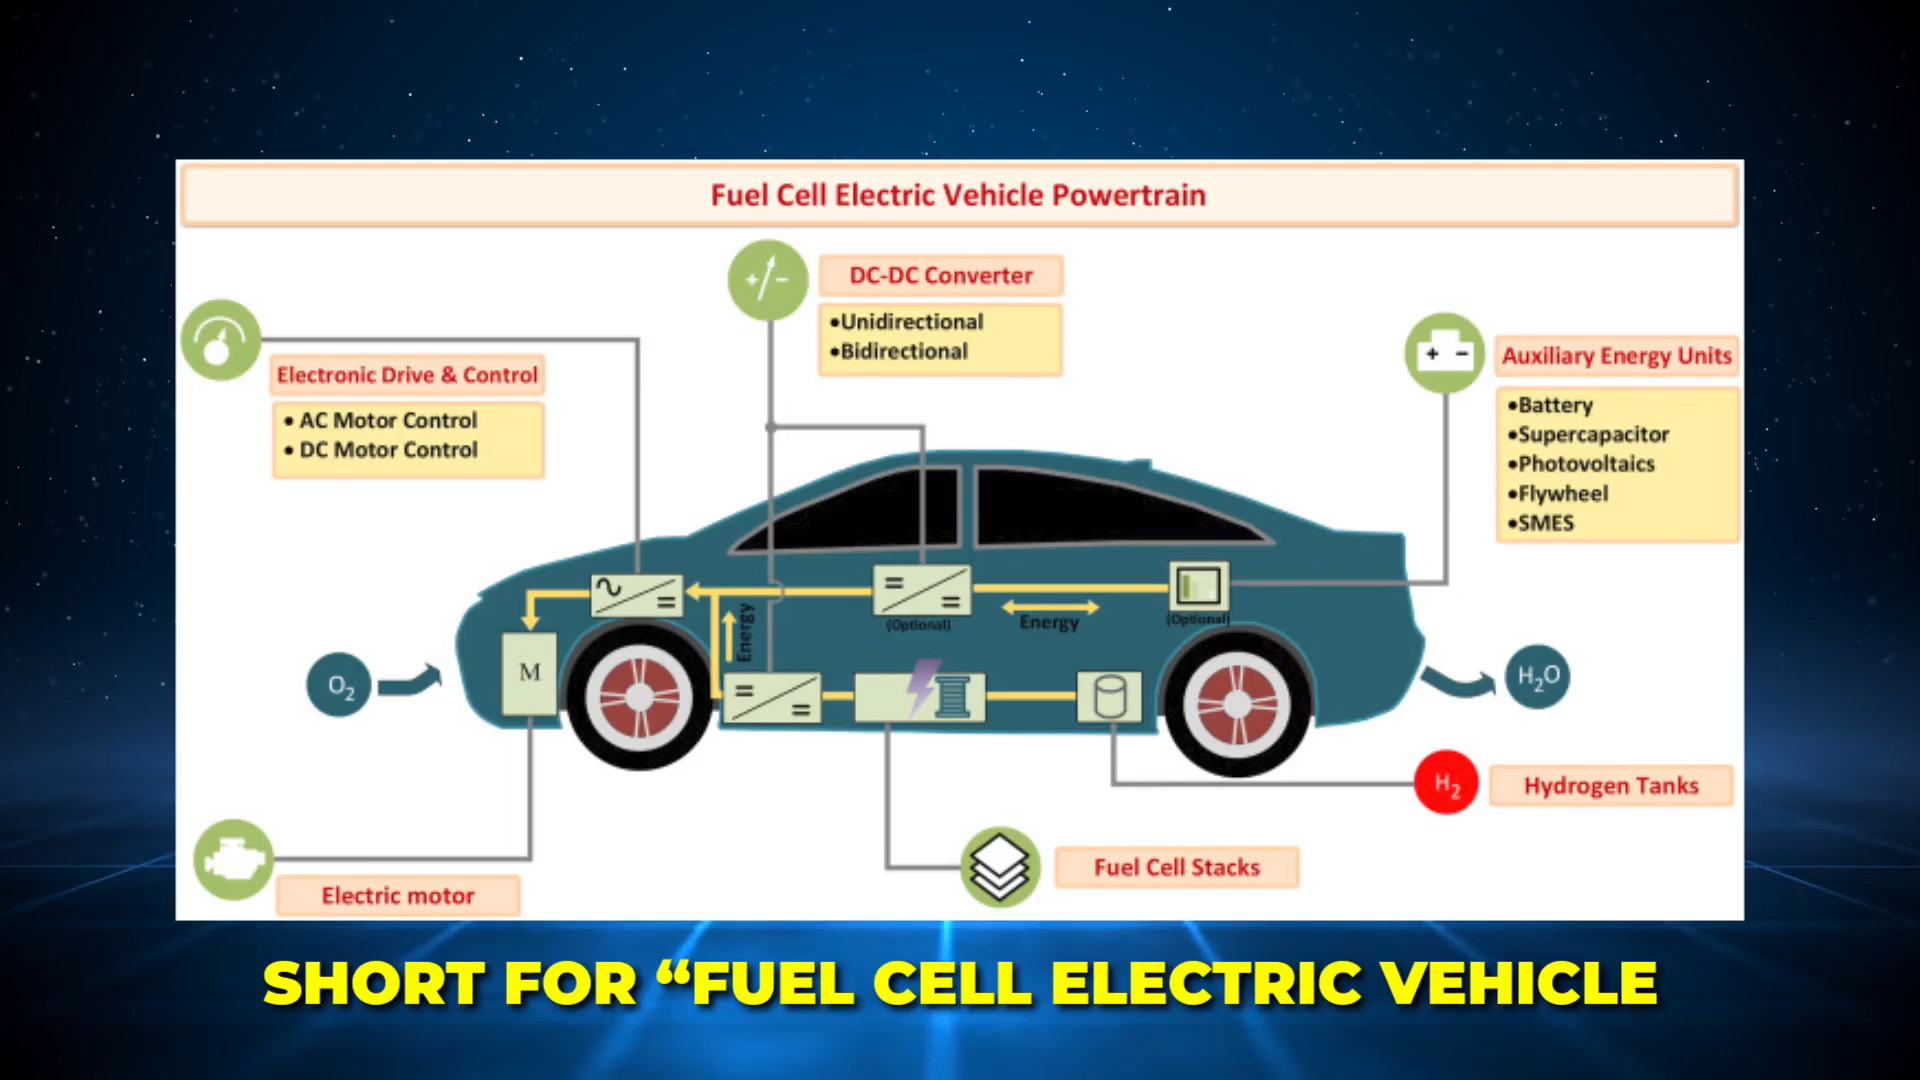 Fuel Cell Electric Vehicle Powertrain
+/-
DC-DC Converter
•Unidirectional
•Bidirectional
Electronic Drive & Control
• AC Motor Control
• DC Motor Control
+ -
Auxiliary Energy Units
•Battery
•Supercapacitor
•Photovoltaics
•Flywheel
•SMES
(Optional)
Energy
(Optional)
Energy
M
O2
H2O
H2
Hydrogen Tanks
Fuel Cell Stacks
Electric motor
SHORT FOR “FUEL CELL ELECTRIC VEHICLE